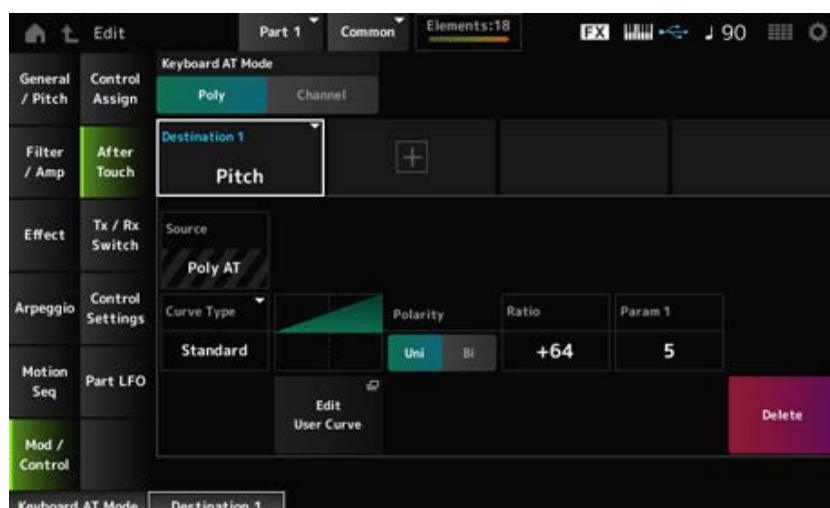 Edit
Part 1
Common
Elements:18
FX
90
General
/ Pitch
Control
Assign
Keyboard AT Mode
Poly
Channel
Filter
/ Amp
After
Touch
Destination 1
Pitch
Effect
Tx / Rx
Switch
Source
Poly AT
Arpeggio
Control
Settings
Curve Type
Polarity
Ratio
Param 1
Standard
Uni
Bi
+64
5
Motion
Seq
Part LFO
Edit
User Curve
Delete
Mod /
Control
Keyboard AT Mode
Destination 1